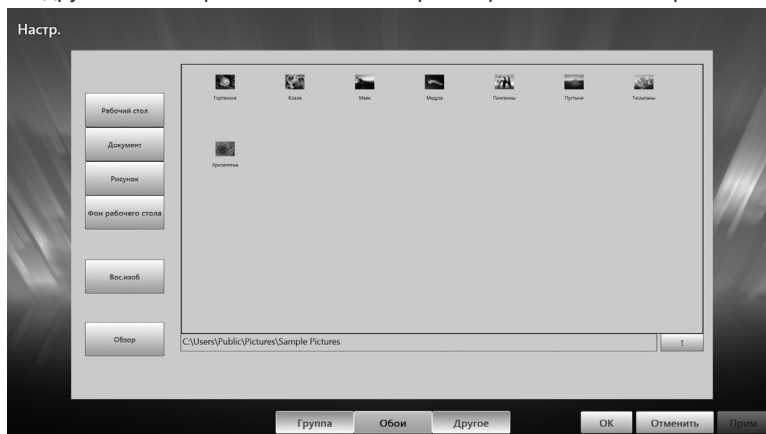 Настр.
Гортензия Коала Маяк Медуза Пингвины Пустыня Тюльпаны
Рабочий стол
Документ
Хризантема
Рисунок
Фон рабочего стола
Вос.изоб
Обзор
C:\Users\Public\Pictures\Sample Pictures ↑
Группа Обои Другое OK Отменить Прим